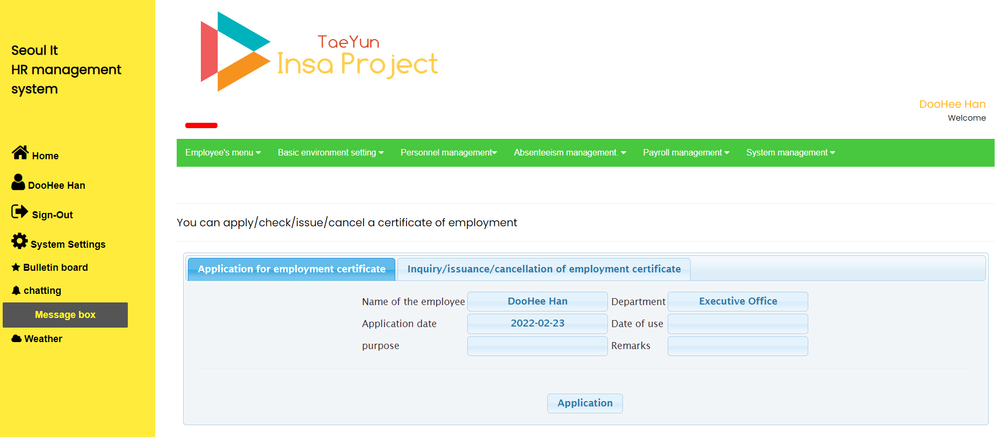 Seoul It
HR management
system
Home
DooHee Han
Sign-Out
System Settings
Bulletin board
chatting
Message box
Weather
TaeYun
Insa Project
DooHee Han
Welcome
Employee's menu Basic environment setting Personnel management Absenteeism management. Payroll management System management
You can apply/check/issue/cancel a certificate of employment
Application for employment certificate Inquiry/issuance/cancellation of employment certificate
Name of the employee DooHee Han Department Executive Office
Application date 2022-02-23 Date of use
purpose Remarks
Application